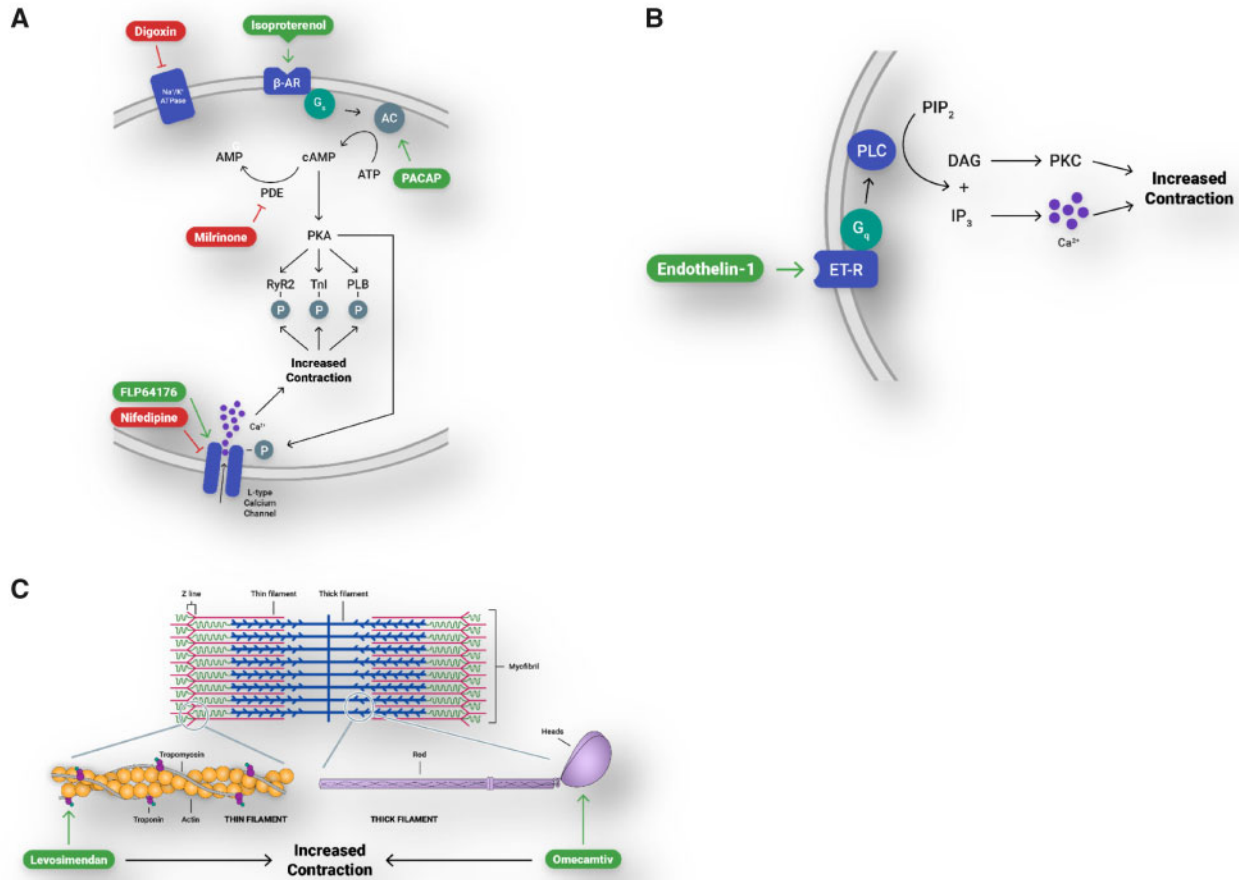 A
Digoxin
Isoproterenol
Na⁺/K⁺
ATPase
β-AR
Gs
AC
AMP
cAMP
ATP
PACAP
PDE
Milrinone
PKA
RyR2 TnI PLB
P P P
Increased
Contraction
FLP64176
Nifedipine
Ca²⁺
P
L-type
Calcium
Channel
B
PIP₂
PLC
DAG
PKC
+
Increased
Contraction
IP₃
Ca²⁺
Gq
Endothelin-1
ET-R
C
Z line
Thin filament
Thick filament
Myofibril
Heads
Tropomyosin
Rod
Troponin
Actin
THIN FILAMENT
THICK FILAMENT
Levosimendan
Increased
Contraction
Omecamtiv